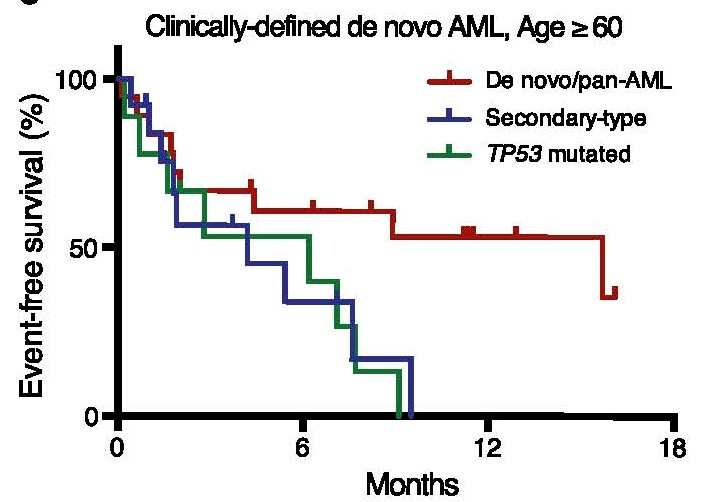 Clinically-defined de novo AML, Age ≥ 60
De novo/pan-AML
Secondary-type
TP53 mutated
Event-free survival (%)
100
50
0
0 6 12 18
Months